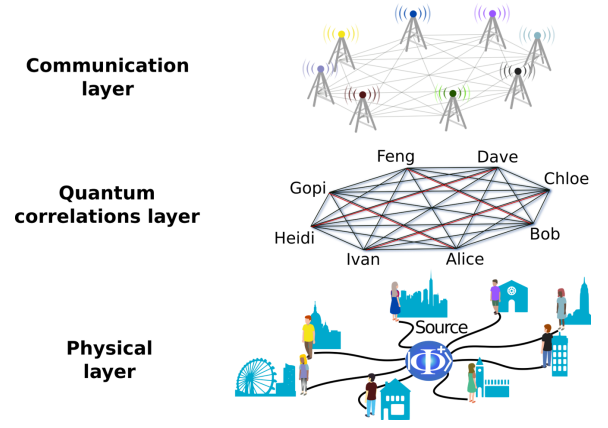 Communication
layer
Feng
Dave
Chloe
Gopi
Quantum
correlations layer
Heidi
Bob
Ivan
Alice
Source
Physical
layer
|Φ+⟩